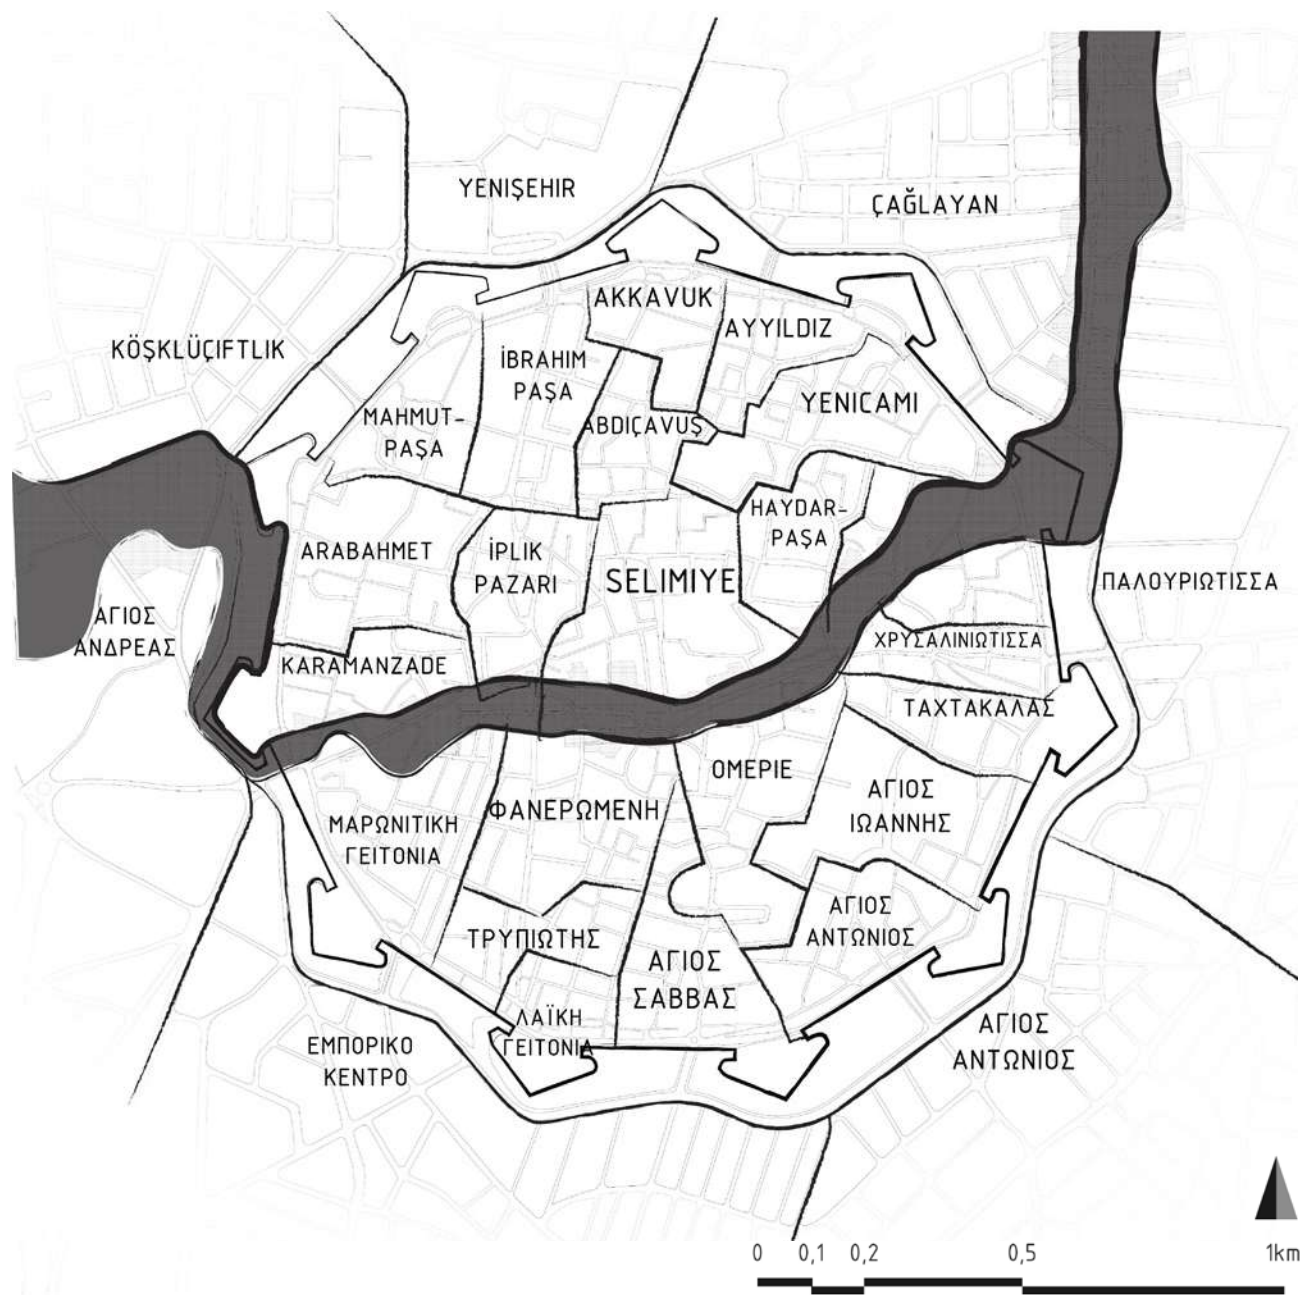 YENIŞEHIR
ÇAĞLAYAN
AKKAVUK
AYYILDIZ
KÖŞKLÜÇIFTLIK
İBRAHIM
PAŞA
YENICAMI
MAHMUT-
PAŞA
ABDIÇAVUŞ
HAYDAR-
PAŞA
ARABAHMET
İPLIK
PAZARI
SELIMIYE
ΠΑΛΟΥΡΙΩΤΙΣΣΑ
ΑΓΙΟΣ
ΑΝΔΡΕΑΣ
ΧΡΥΣΑΛΙΝΙΩΤΙΣΣΑ
KARAMANZADE
ΤΑΧΤΑΚΑΛΑΣ
ΟΜΕΡΙΕ
ΑΓΙΟΣ
ΙΩΑΝΝΗΣ
ΦΑΝΕΡΩΜΕΝΗ
ΜΑΡΩΝΙΤΙΚΗ
ΓΕΙΤΟΝΙΑ
ΑΓΙΟΣ
ΑΝΤΩΝΙΟΣ
ΤΡΥΠΙΩΤΗΣ
ΑΓΙΟΣ
ΣΑΒΒΑΣ
ΛΑΪΚΗ
ΓΕΙΤΟΝΙΑ
ΕΜΠΟΡΙΚΟ
ΚΕΝΤΡΟ
ΑΓΙΟΣ
ΑΝΤΩΝΙΟΣ
0 0,1 0,2 0,5 1km